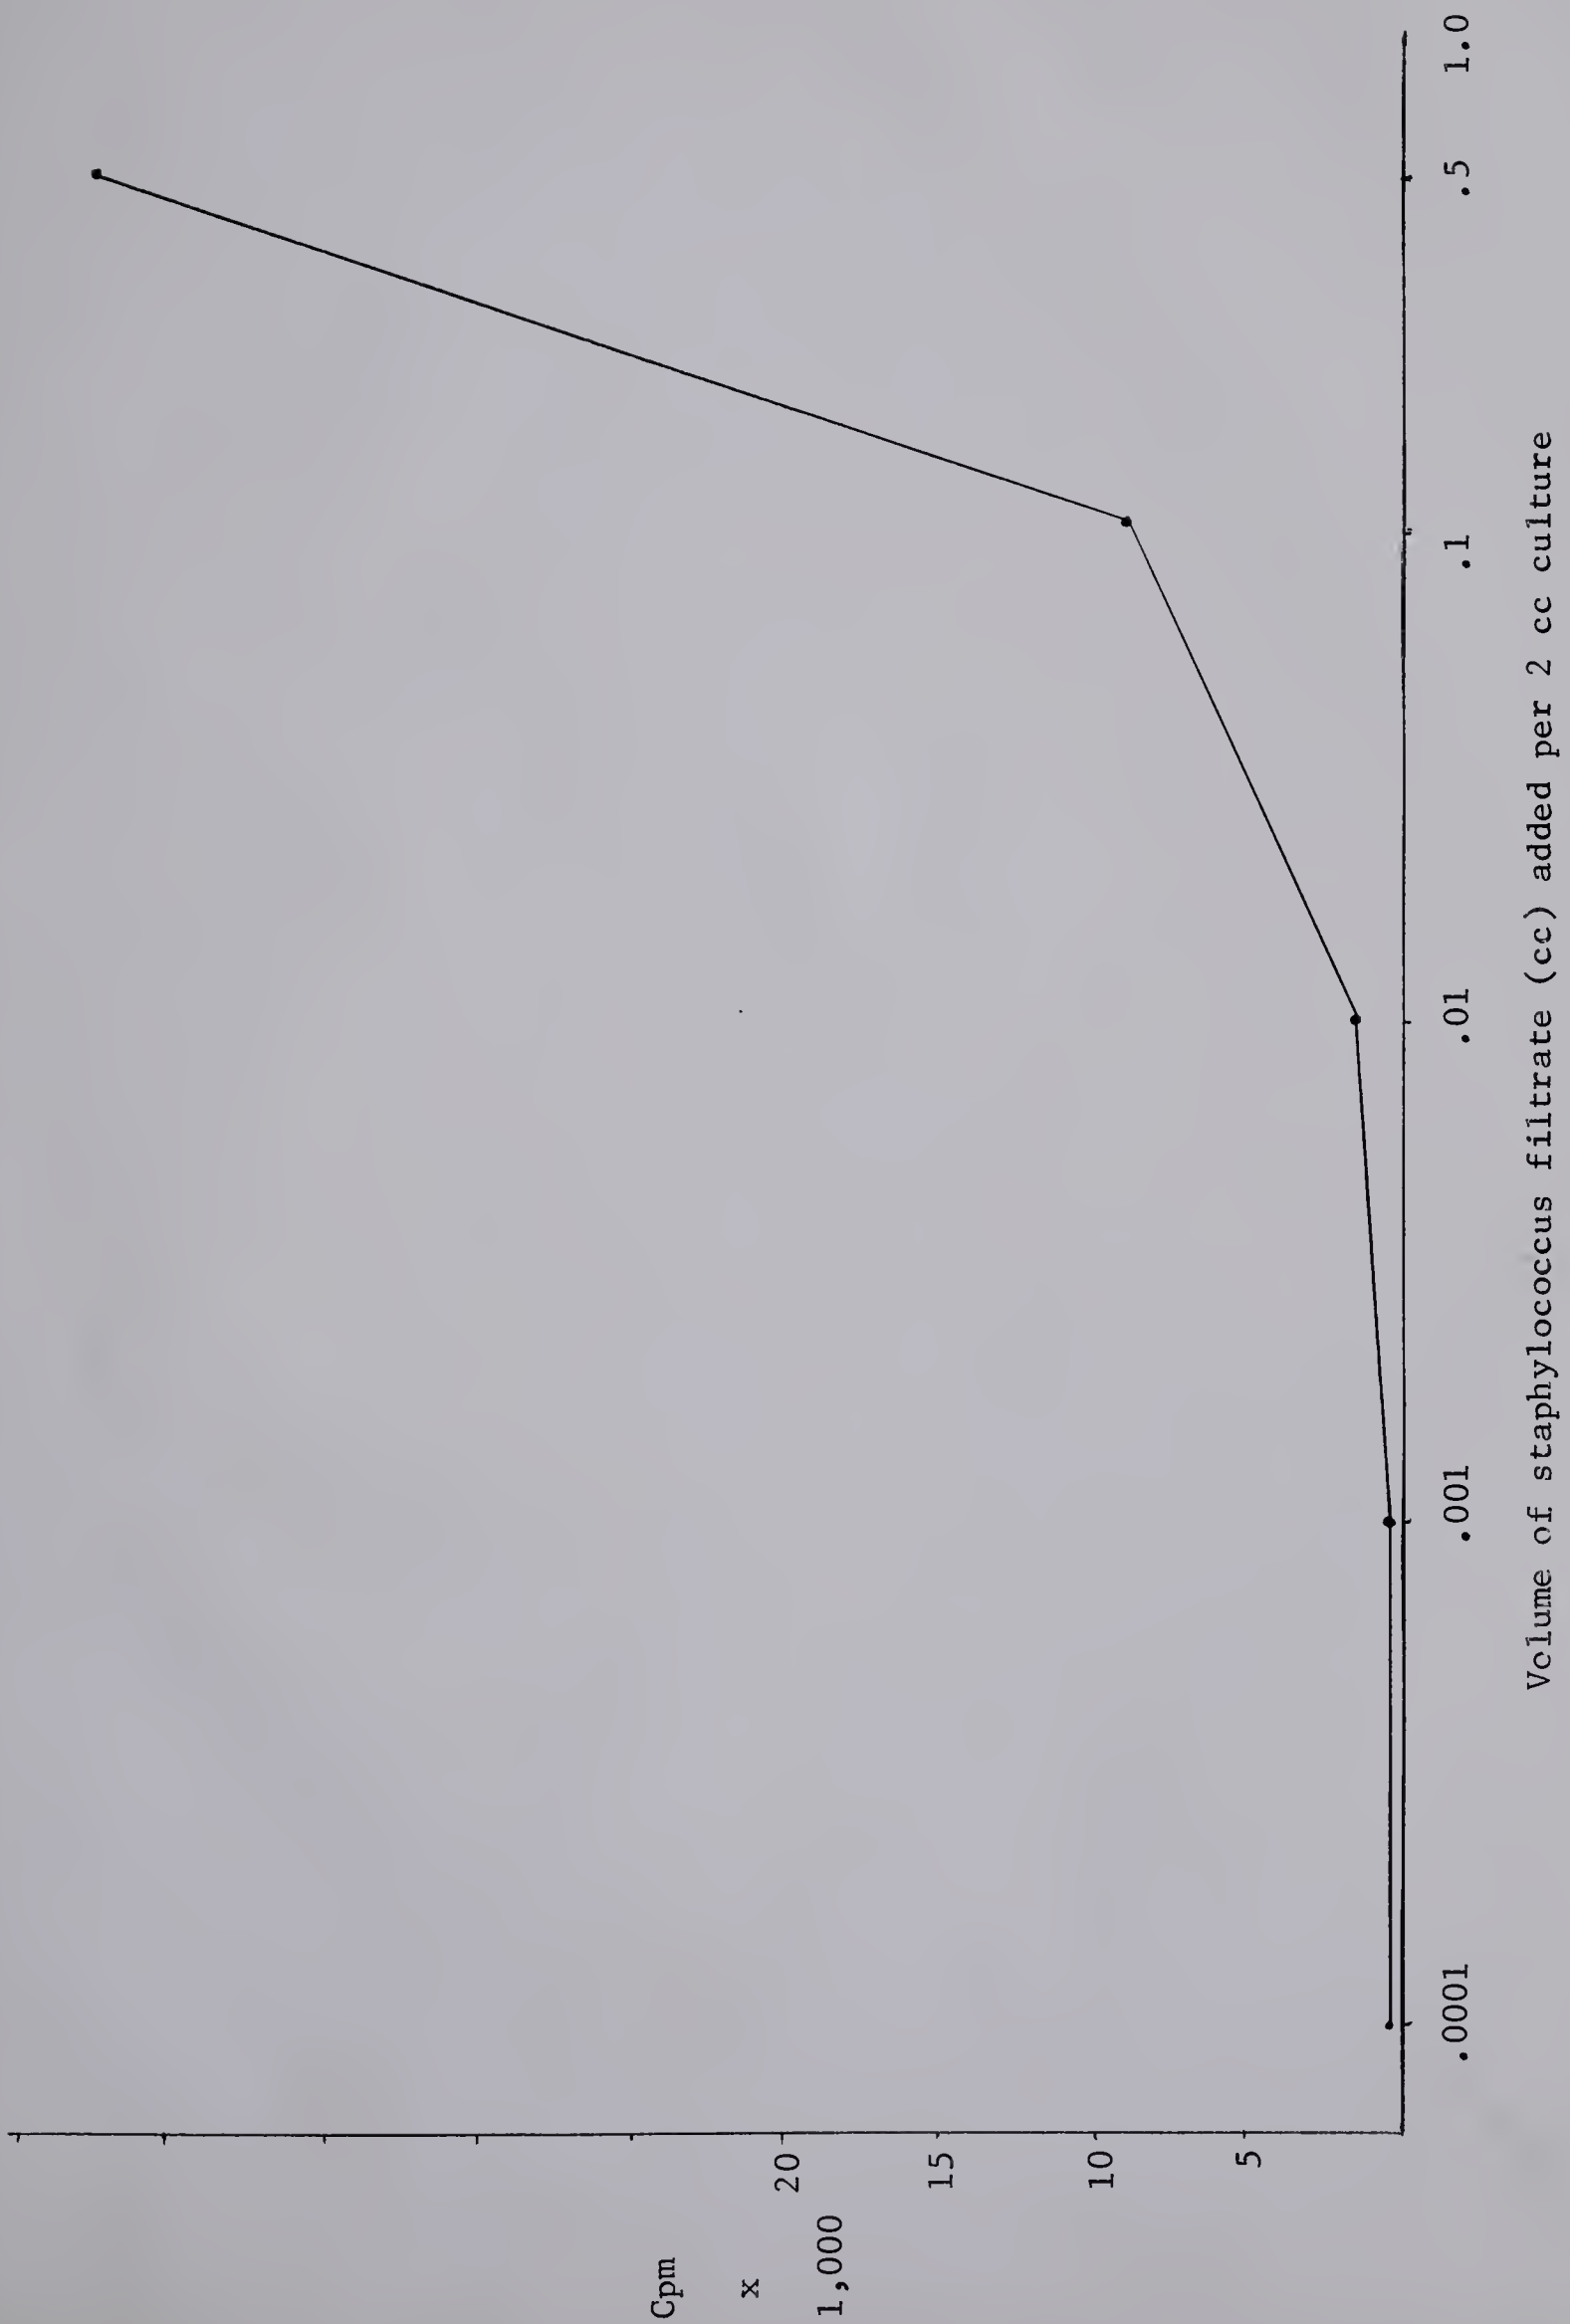 Cpm
x
1,000
20
15
10
5
.0001 .001 .01 .1 .5 1.0
Volume of staphylococcus filtrate (cc) added per 2 cc culture